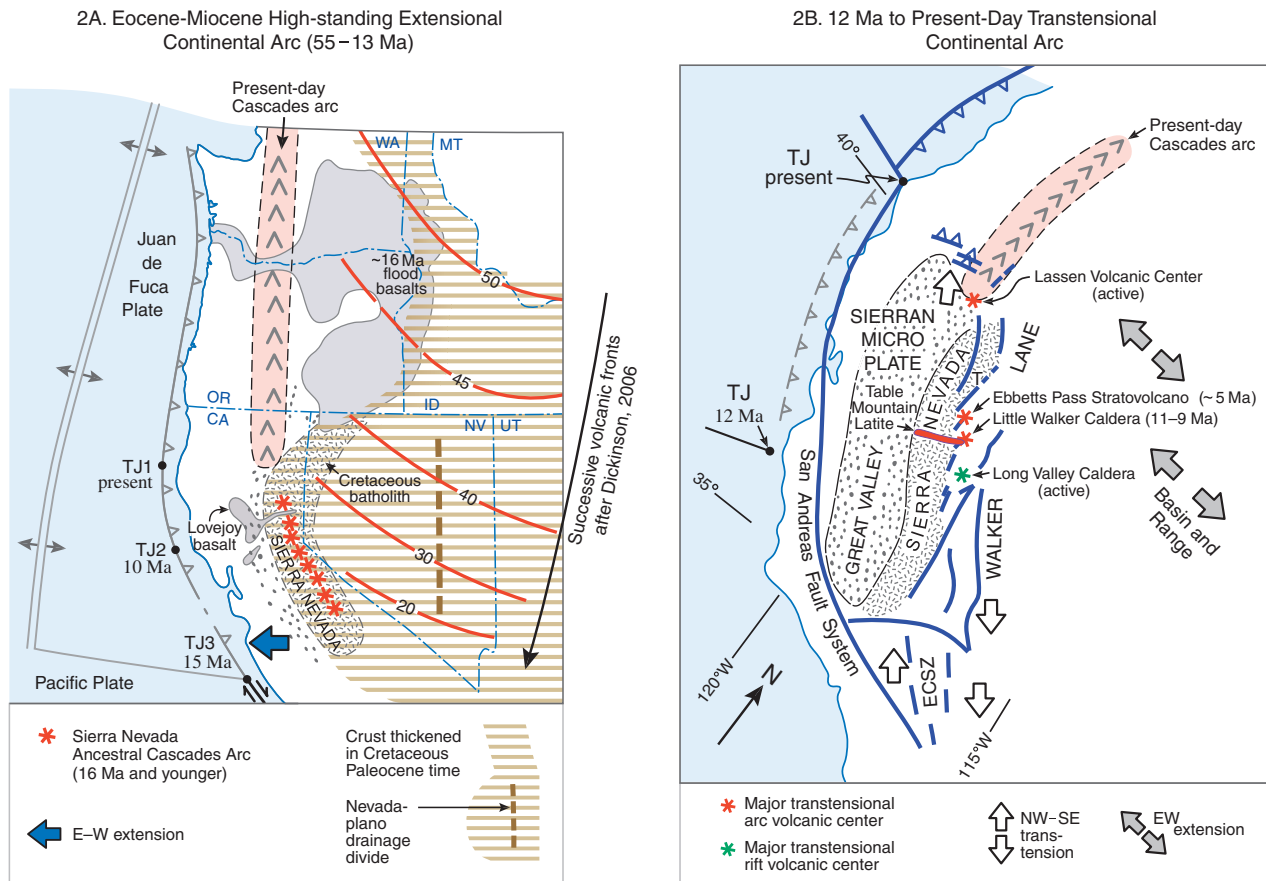 2A. Eocene-Miocene High-standing Extensional
Continental Arc (55–13 Ma)
Present-day
Cascades arc
WA
MT
Juan
de
Fuca
Plate
~16 Ma
flood
basalts
50
45
OR
CA
ID
NV
UT
TJ1
present
Cretaceous
batholith
40
Lovejoy
basalt
TJ2
10 Ma
30
SIERRA NEVADA
20
TJ3
15 Ma
Pacific Plate
Successive volcanic fronts
after Dickinson, 2006
Sierra Nevada
Ancestral Cascades Arc
(16 Ma and younger)
E–W extension
Crust thickened
in Cretaceous
Paleocene time
Nevada-
plano
drainage
divide
2B. 12 Ma to Present-Day Transtensional
Continental Arc
Present-day
Cascades arc
TJ
present
40°
Lassen Volcanic Center
(active)
SIERRAN
MICRO
PLATE
LANE
NEVADA
T
Table
Mountain
Latite
Ebbetts Pass Stratovolcano (~5 Ma)
Little Walker Caldera (11–9 Ma)
TJ
12 Ma
Long Valley Caldera
(active)
35°
San Andreas Fault System
GREAT VALLEY
SIERRA
WALKER
Basin and
Range
ECSZ
120°W
N
115°W
Major transtensional
arc volcanic center
Major transtensional
rift volcanic center
NW–SE
trans-
tension
EW
extension